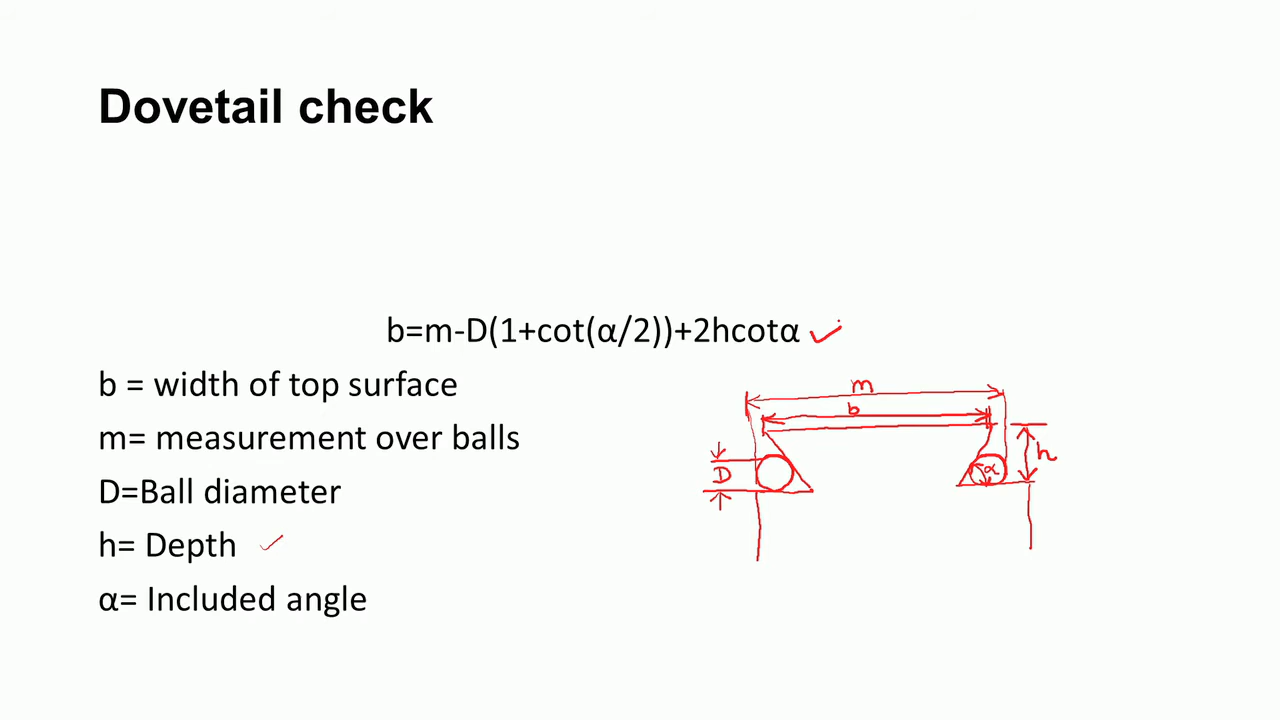 Dovetail check
b=m-D(1+cot(α/2))+2hcotα
b = width of top surface
m= measurement over balls
D=Ball diameter
h= Depth
α= Included angle
m
b
D
α
h